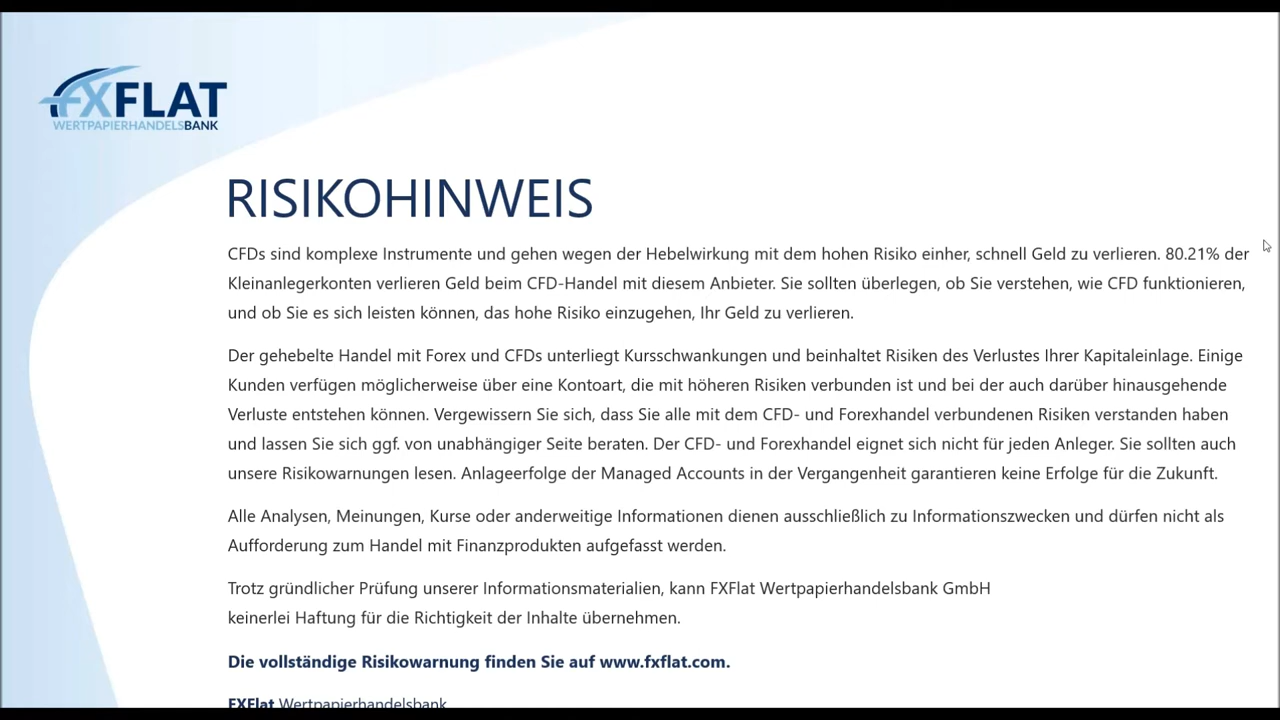 FXFLAT
WERTPAPIERHANDELSBANK
RISIKOHINWEIS
CFDs sind komplexe Instrumente und gehen wegen der Hebelwirkung mit dem hohen Risiko einher, schnell Geld zu verlieren. 80.21% der
Kleinanlegerkonten verlieren Geld beim CFD-Handel mit diesem Anbieter. Sie sollten überlegen, ob Sie verstehen, wie CFD funktionieren,
und ob Sie es sich leisten können, das hohe Risiko einzugehen, Ihr Geld zu verlieren.
Der gehebelte Handel mit Forex und CFDs unterliegt Kursschwankungen und beinhaltet Risiken des Verlustes Ihrer Kapitaleinlage. Einige
Kunden verfügen möglicherweise über eine Kontoart, die mit höheren Risiken verbunden ist und bei der auch darüber hinausgehende
Verluste entstehen können. Vergewissern Sie sich, dass Sie alle mit dem CFD- und Forexhandel verbundenen Risiken verstanden haben
und lassen Sie sich ggf. von unabhängiger Seite beraten. Der CFD- und Forexhandel eignet sich nicht für jeden Anleger. Sie sollten auch
unsere Risikowarnungen lesen. Anlageerfolge der Managed Accounts in der Vergangenheit garantieren keine Erfolge für die Zukunft.
Alle Analysen, Meinungen, Kurse oder anderweitige Informationen dienen ausschließlich zu Informationszwecken und dürfen nicht als
Aufforderung zum Handel mit Finanzprodukten aufgefasst werden.
Trotz gründlicher Prüfung unserer Informationsmaterialien, kann FXFlat Wertpapierhandelsbank GmbH
keinerlei Haftung für die Richtigkeit der Inhalte übernehmen.
Die vollständige Risikowarnung finden Sie auf www.fxflat.com.
FXFlat Wertpapierhandelsbank